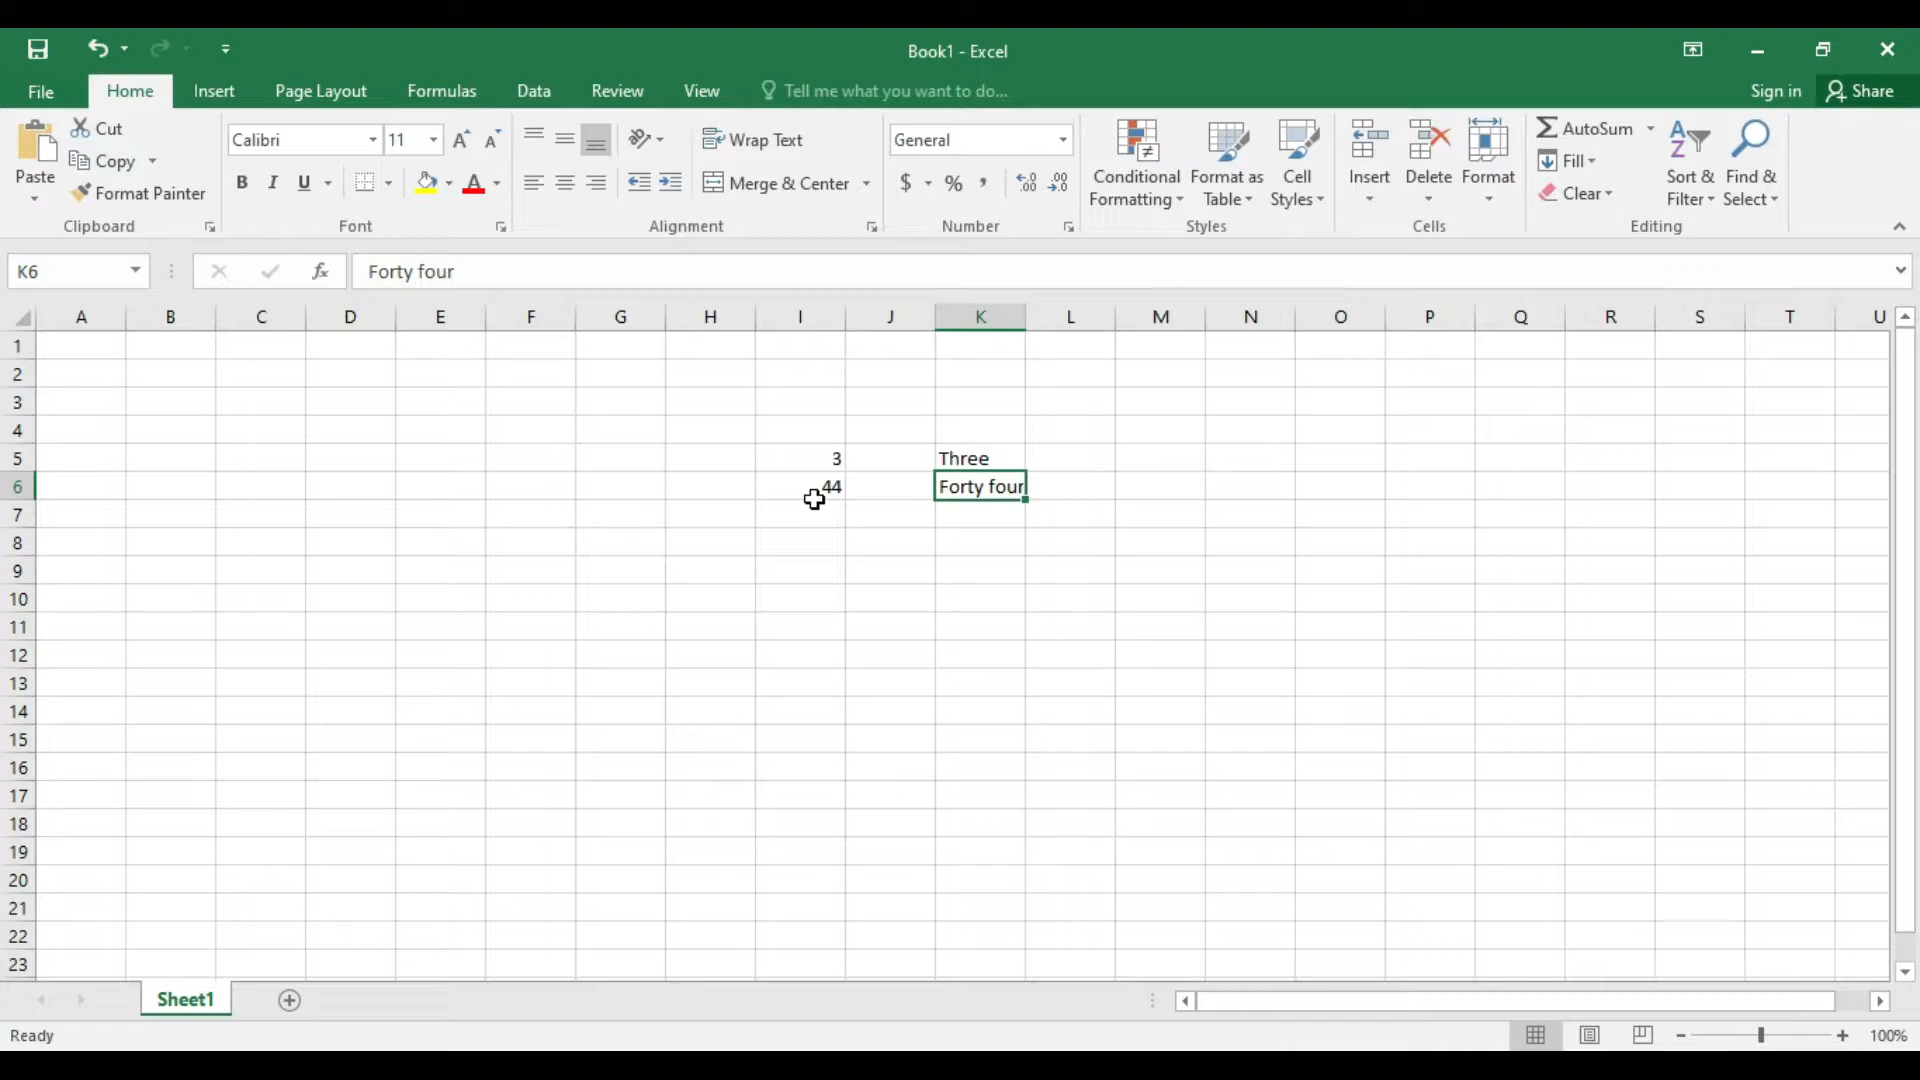 Book1 - Excel
File Home Insert Page Layout Formulas Data Review View Tell me what you want to do... Sign in Share
Cut
Copy
Format Painter
Paste
Clipboard
Calibri 11
B I U A
Font
Wrap Text
Merge & Center
Alignment
General
$ % ,
Number
Conditional Formatting
Format as Table
Cell Styles
Styles
Insert Delete Format
Cells
AutoSum
Fill
Clear
Sort & Filter
Find & Select
Editing
K6 fx Forty four
A B C D E F G H I J K L M N O P Q R S T U
1
2
3
4
5 3 Three
6 44 Forty four
7
8
9
10
11
12
13
14
15
16
17
18
19
20
21
22
23
Sheet1
Ready 100%